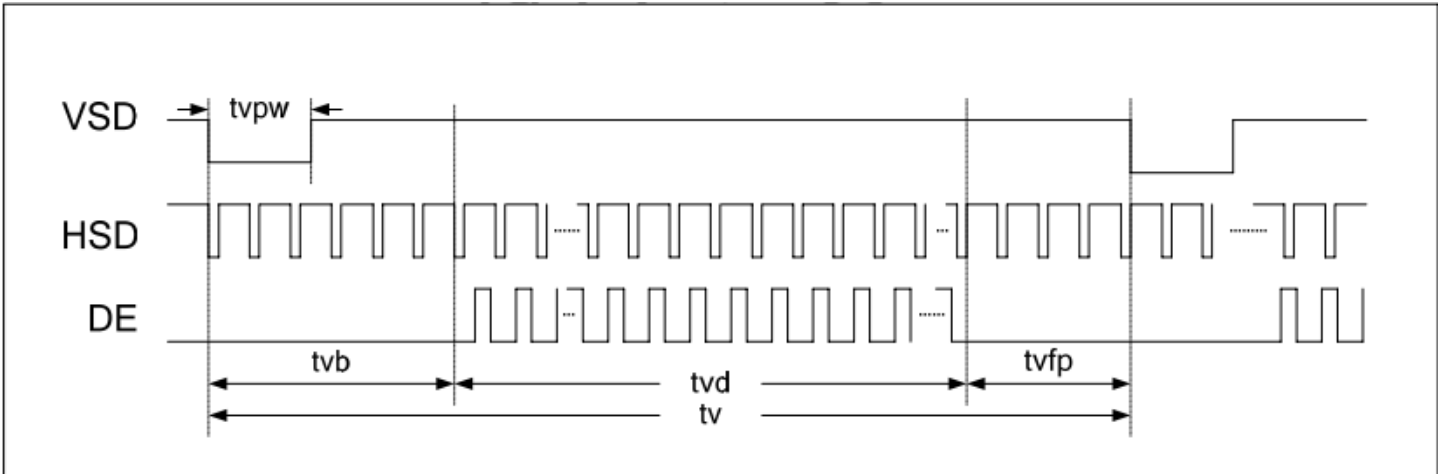 VSD
tvpw
HSD
...... ... .........
DE
... ......
tvb
tvd
tvfp
tv